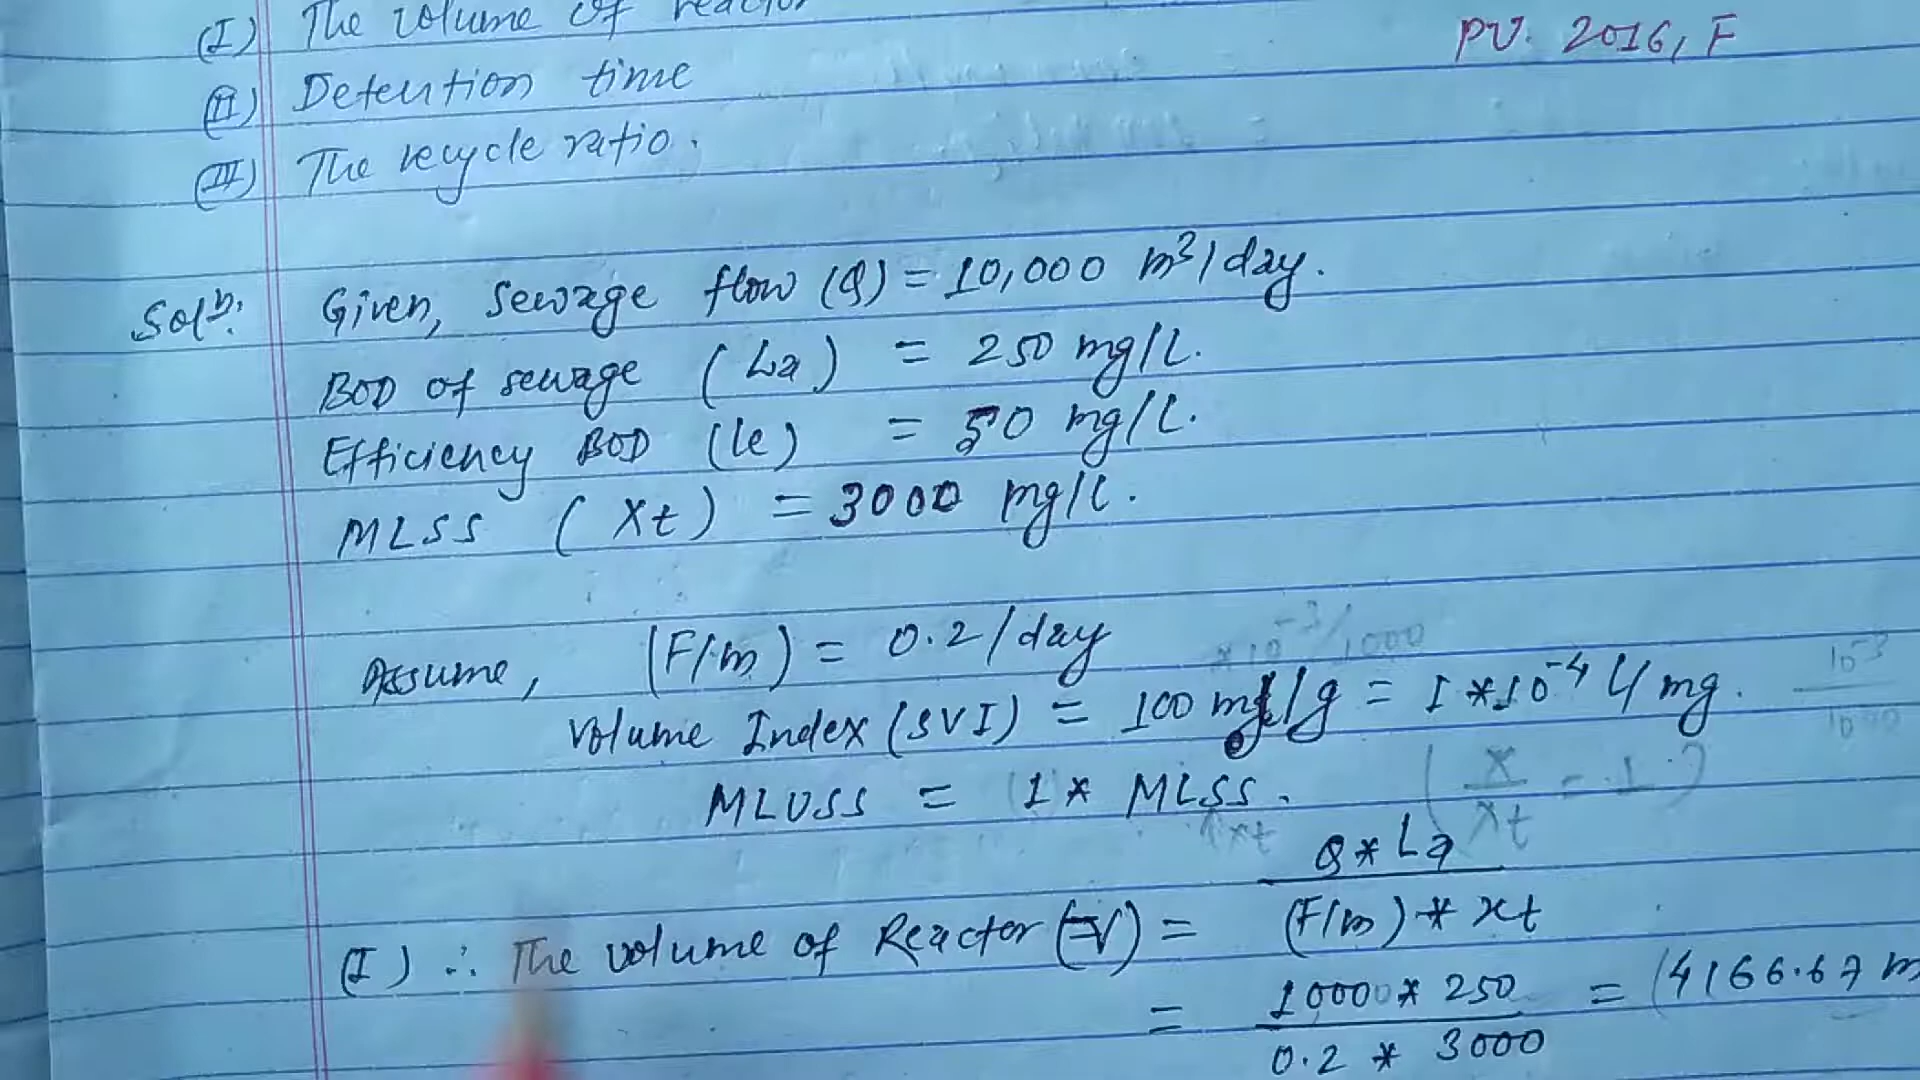 (I) The volume of reactor
PU. 2016, F
(II) Detention time
(III) The recycle ratio.
Solⁿ: Given, sewage flow (Q) = 10,000 m³/day.
BOD of sewage (La) = 250 mg/L.
Efficiency BOD (le) = 50 mg/L.
MLSS (Xt) = 3000 mg/L.
Assume, (F/m) = 0.2/day
Volume Index (SVI) = 100 mL/g = 1*10⁻⁴ L/mg.
MLVSS = 1* MLSS.
Q*La
(I) ∴ The volume of Reactor (V) = (F/m) * xt
= 10000 * 250 = 4166.67 m
0.2 * 3000